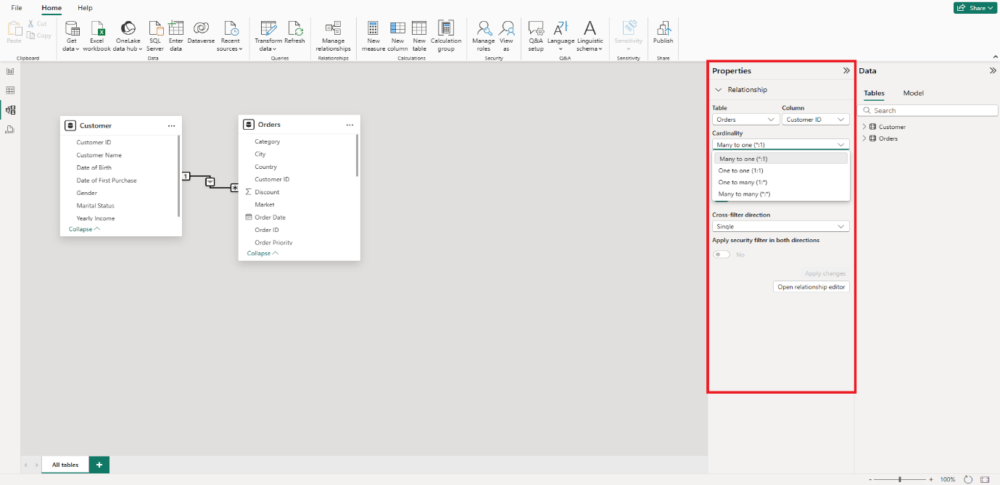 File Home Help
Share
Paste
Cut
Copy
Clipboard
Get data
Excel workbook
OneLake data hub
SQL Server
Enter data
Dataverse
Recent sources
Data
Transform data
Refresh
Queries
Manage relationships
Relationships
New measure
New column
New table
Calculation group
Calculations
Manage roles
View as
Security
Q&A setup
Language
Linguistic schema
Q&A
Sensitivity
Sensitivity
Publish
Share
Customer
Customer ID
Customer Name
Date of Birth
Date of First Purchase
Gender
Marital Status
Yearly Income
Collapse
1
*
Orders
Category
City
Country
Customer ID
Discount
Market
Order Date
Order ID
Order Priority
Collapse
Properties
Relationship
Table Column
Orders Customer ID
Cardinality
Many to one (*:1)
Many to one (*:1)
One to one (1:1)
One to many (1:*)
Many to many (*:*)
Cross-filter direction
Single
Apply security filter in both directions
No
Apply changes
Open relationship editor
Data
Tables Model
Search
Customer
Orders
All tables +
- + 100%